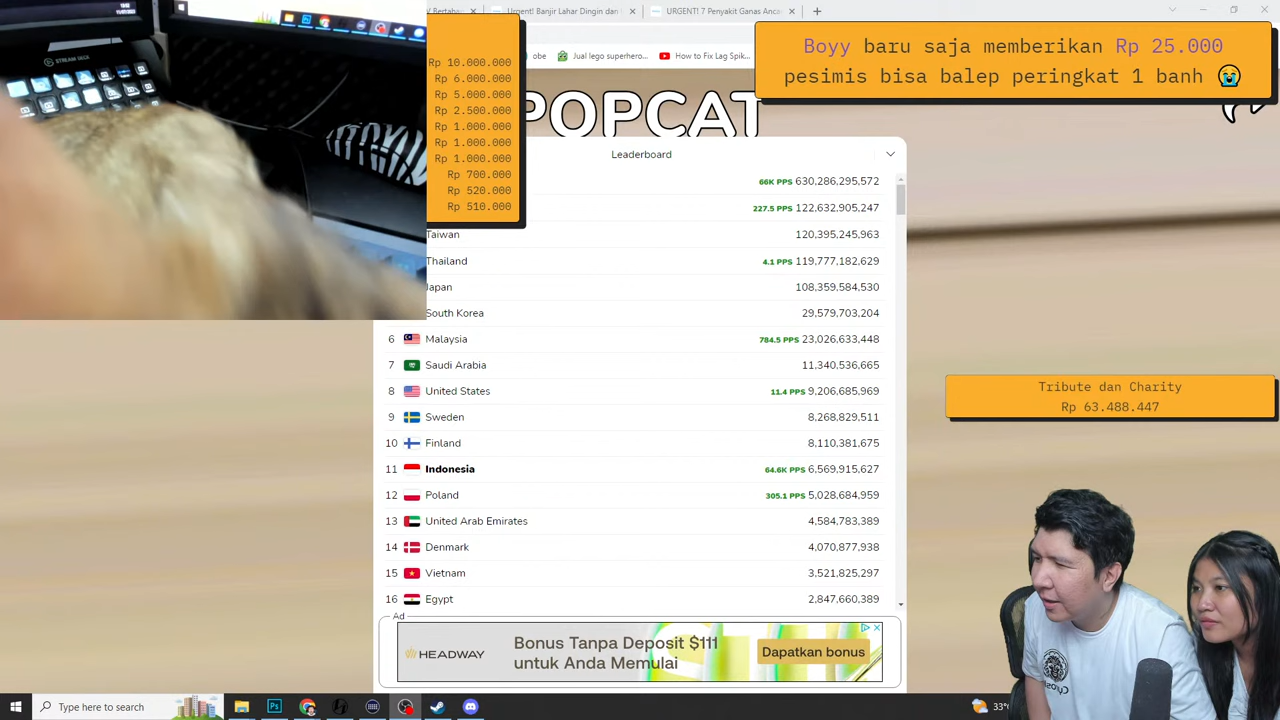 STREAM DECK
Urgent! Banjir Lahar Dingin dan
URGENT! 7 Penyakit Ganas Anca
obe
Jual lego superhero...
How to Fix Lag Spik...
Boyy baru saja memberikan Rp 25.000
pesimis bisa balep peringkat 1 banh 😭
Rp 10.000.000
Rp 6.000.000
Rp 5.000.000
Rp 2.500.000
Rp 1.000.000
Rp 1.000.000
Rp 1.000.000
Rp 700.000
Rp 520.000
Rp 510.000
POPCAT
Leaderboard
66K PPS 630,286,295,572
227.5 PPS 122,632,905,247
Taiwan 120,395,245,963
Thailand 4.1 PPS 119,777,182,629
Japan 108,359,584,530
South Korea 29,579,703,204
6 Malaysia 784.5 PPS 23,026,633,448
7 Saudi Arabia 11,340,536,665
8 United States 11.4 PPS 9,206,685,969
9 Sweden 8,268,829,511
10 Finland 8,110,381,675
11 Indonesia 64.6K PPS 6,569,915,627
12 Poland 305.1 PPS 5,028,684,959
13 United Arab Emirates 4,584,783,389
14 Denmark 4,070,877,938
15 Vietnam 3,521,825,297
16 Egypt 2,847,660,389
Tribute dan Charity
Rp 63.488.447
Ad
HEADWAY
Bonus Tanpa Deposit $111
untuk Anda Memulai
Dapatkan bonus
Type here to search
33°